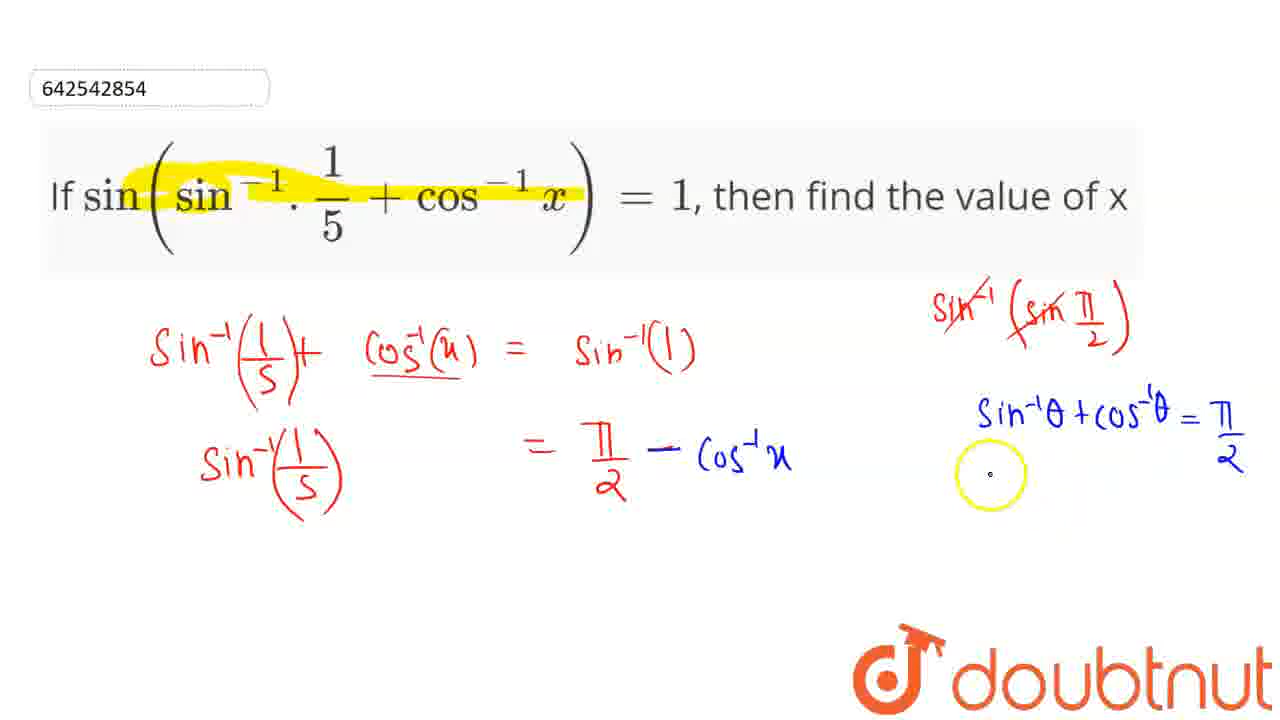 642542854
If sin(sin⁻¹. 1/5 + cos⁻¹ x) = 1, then find the value of x
sin⁻¹(sin π/2)
Sin⁻¹(1/5) + cos⁻¹(x) = sin⁻¹(1)
Sin⁻¹θ + cos⁻¹θ = π/2
Sin⁻¹(1/5) = π/2 − cos⁻¹x
doubtnut